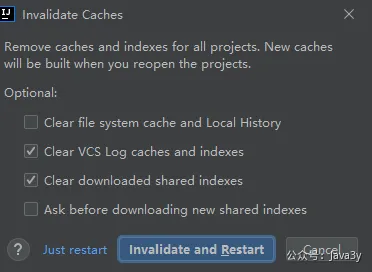 IJ
Invalidate Caches
Remove caches and indexes for all projects. New caches
will be built when you reopen the projects.
Optional:
Clear file system cache and Local History
Clear VCS Log caches and indexes
Clear downloaded shared indexes
Ask before downloading new shared indexes
? Just restart Invalidate and Restart Cancel
公众号：Java3y